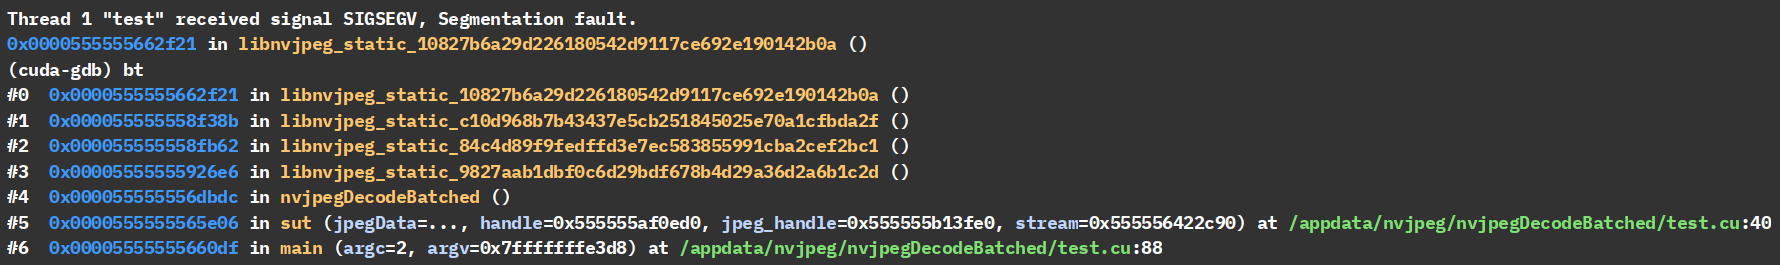 Thread 1 "test" received signal SIGSEGV, Segmentation fault.
0x0000555555662f21 in libnvjpeg_static_10827b6a29d226180542d9117ce692e190142b0a ()
(cuda-gdb) bt
#0  0x0000555555662f21 in libnvjpeg_static_10827b6a29d226180542d9117ce692e190142b0a ()
#1  0x000055555558f38b in libnvjpeg_static_c10d968b7b43437e5cb251845025e70a1cfbda2f ()
#2  0x000055555558fb62 in libnvjpeg_static_84c4d89f9fedffd3e7ec583855991cba2cef2bc1 ()
#3  0x00005555555926e6 in libnvjpeg_static_9827aab1dbf0c6d29bdf678b4d29a36d2a6b1c2d ()
#4  0x000055555556dbdc in nvjpegDecodeBatched ()
#5  0x0000555555565e06 in sut (jpegData=..., handle=0x555555af0ed0, jpeg_handle=0x555555b13fe0, stream=0x555556422c90) at /appdata/nvjpeg/nvjpegDecodeBatched/test.cu:40
#6  0x00005555555660df in main (argc=2, argv=0x7fffffffe3d8) at /appdata/nvjpeg/nvjpegDecodeBatched/test.cu:88